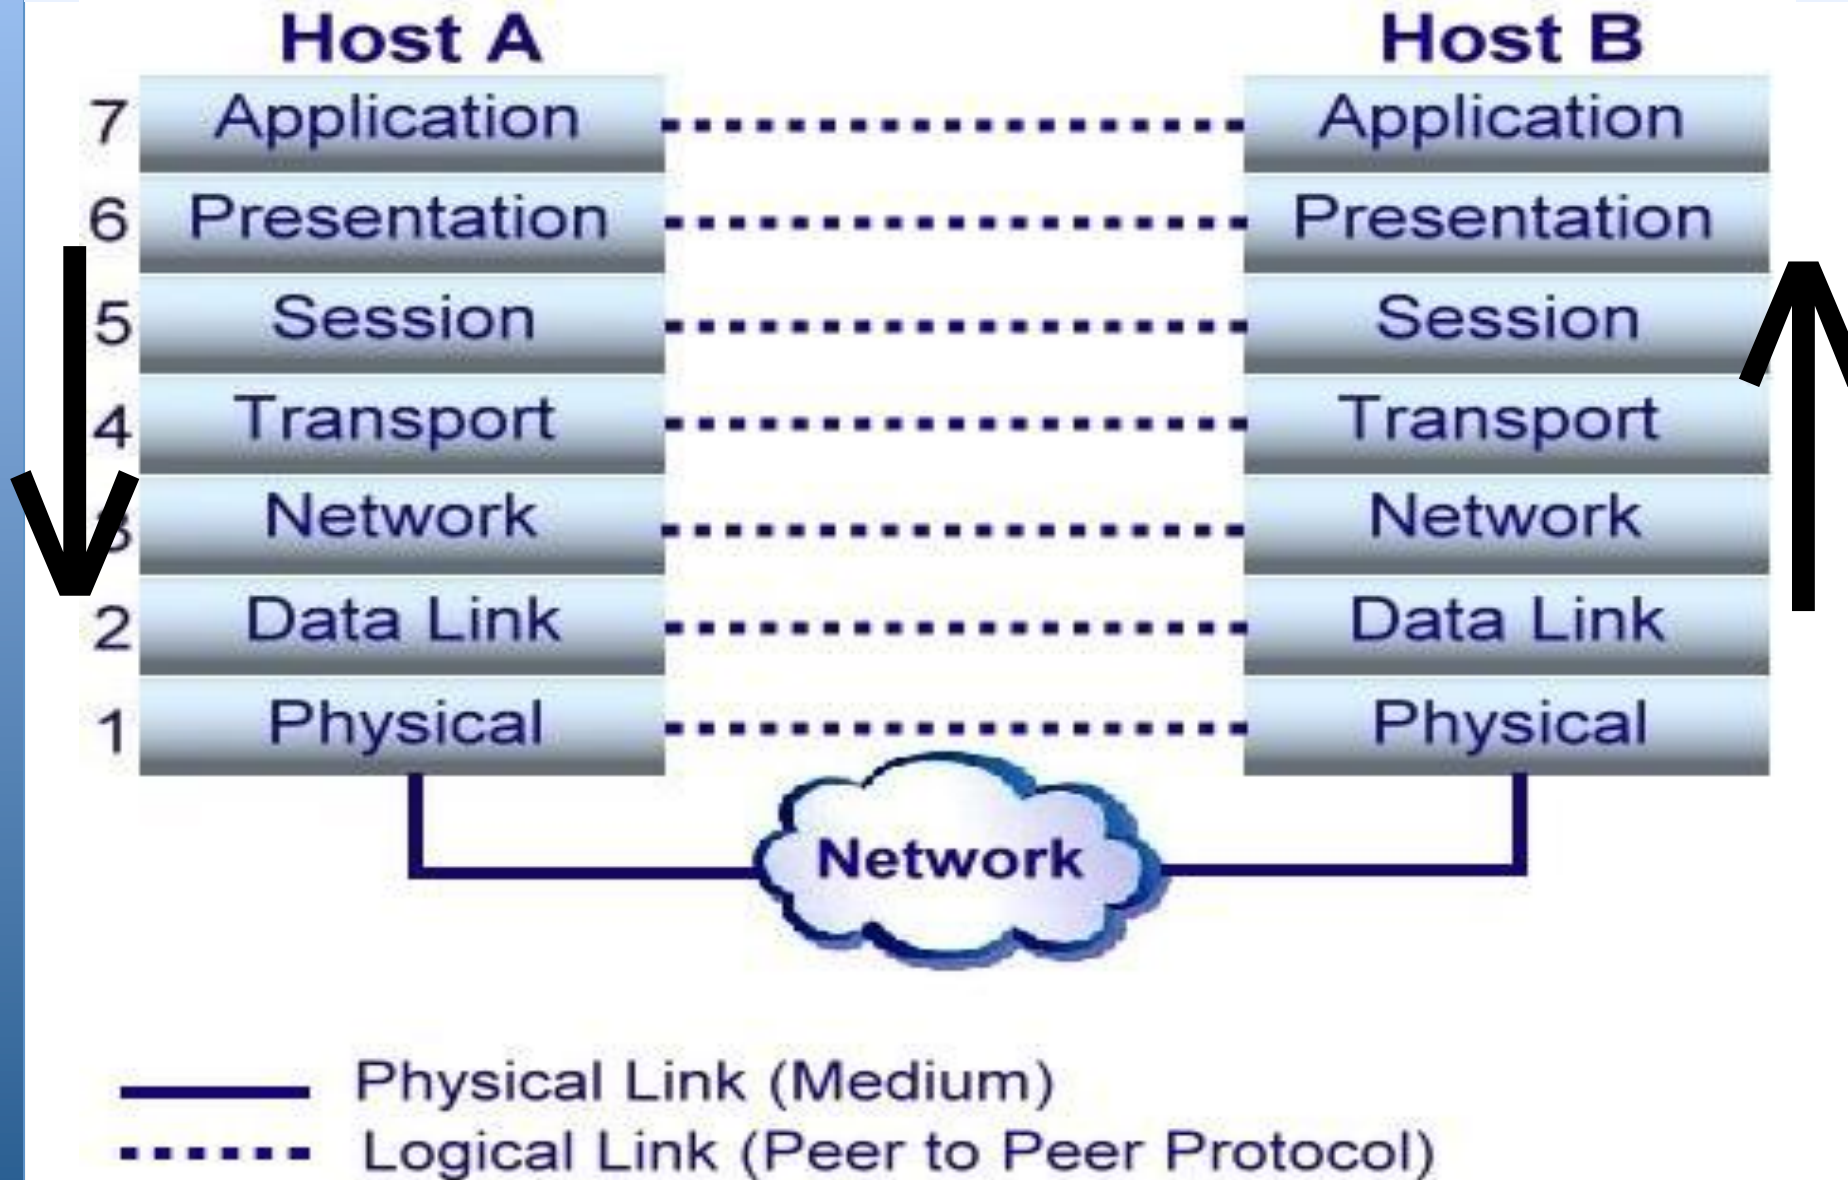 Host A Host B
7 Application Application
6 Presentation Presentation
5 Session Session
4 Transport Transport
3 Network Network
2 Data Link Data Link
1 Physical Physical
Network
Physical Link (Medium)
Logical Link (Peer to Peer Protocol)